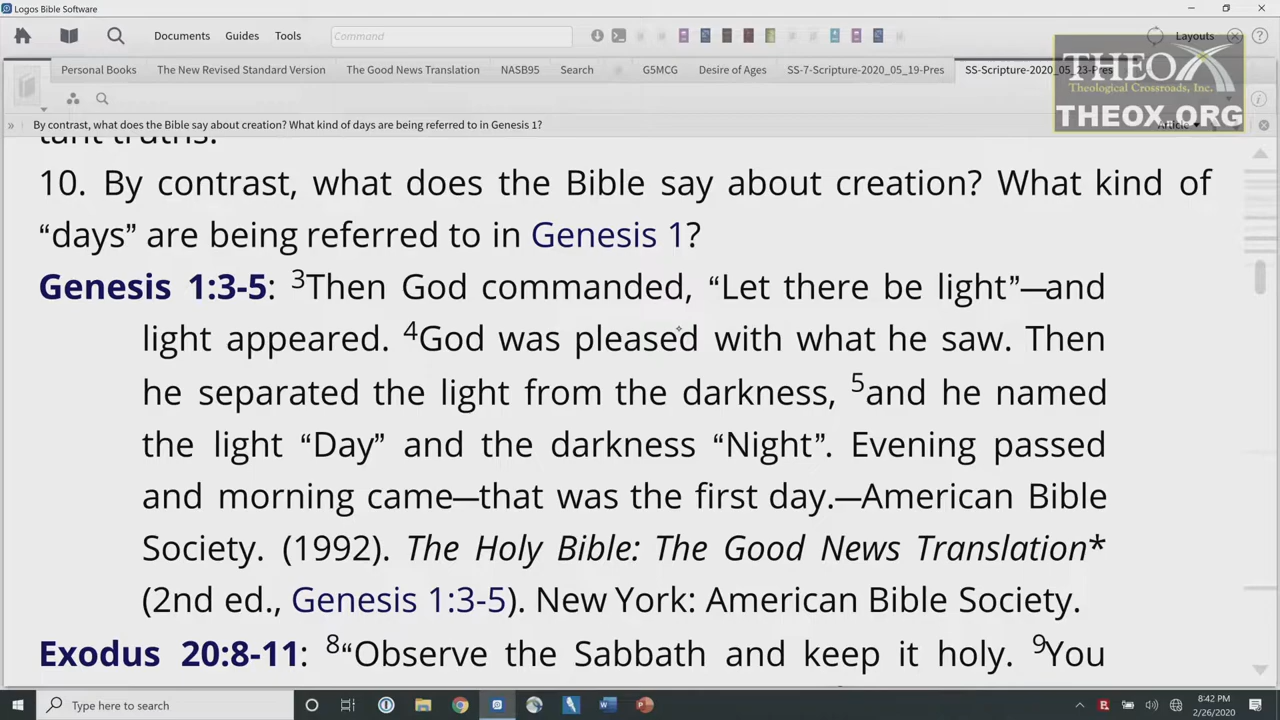 Logos Bible Software
Documents Guides Tools Command Layouts
Personal Books The New Revised Standard Version Th s Translation NASB95 Search G5MCG Desire of Ages SS-7-Scripture-2020_05_19-Pres SS-Scripture-2020_05_23-Pres
THEOX
Theological Crossroads, Inc.
THEOX.ORG
By contrast, what does the Bible say about creation? What kind of days are being referred to in Genesis 1? Article
tant truths.
10. By contrast, what does the Bible say about creation? What kind of
“days” are being referred to in Genesis 1?
Genesis 1:3-5: 3Then God commanded, “Let there be light”—and
light appeared. 4God was pleased with what he saw. Then
he separated the light from the darkness, 5and he named
the light “Day” and the darkness “Night”. Evening passed
and morning came—that was the first day.—American Bible
Society. (1992). The Holy Bible: The Good News Translation*
(2nd ed., Genesis 1:3-5). New York: American Bible Society.
Exodus 20:8-11: 8“Observe the Sabbath and keep it holy. 9You
Type here to search
8:42 PM
2/26/2020